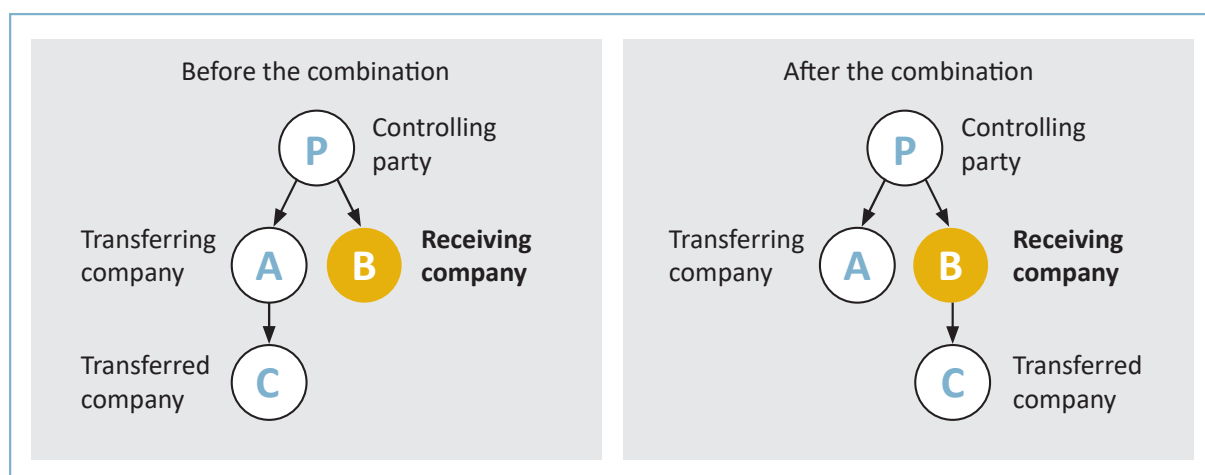 Before the combination
P
Controlling
party
Transferring
company
A
B
Receiving
company
Transferred
company
C
After the combination
P
Controlling
party
Transferring
company
A
B
Receiving
company
C
Transferred
company